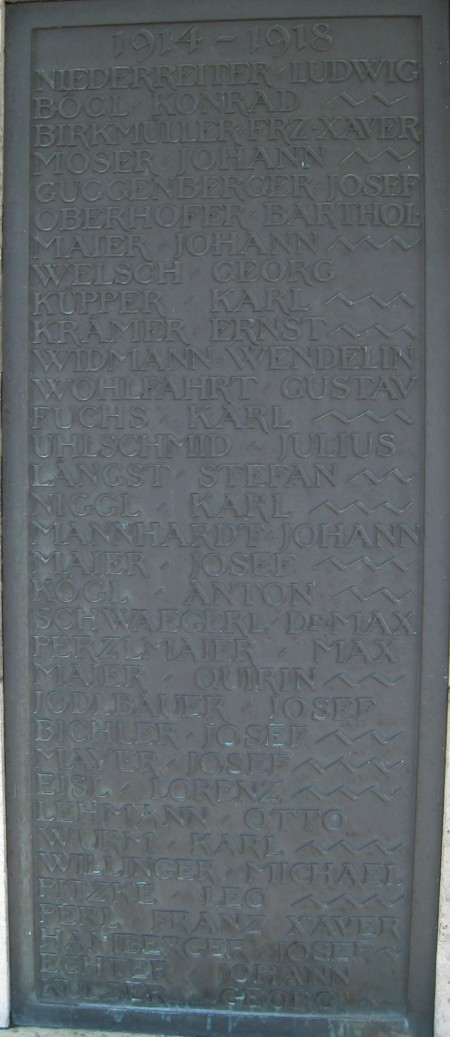 1914 - 1918
NIEDERREITER · LUDWIG
BOGL · KONRAD
BIRKMÜLLER · FRZ · XAVER
MOSER · JOHANN
GUGGENBERGER · JOSEF
OBERHOFER · BARTHOL·
MAIER · JOHANN
WELSCH · GEORG
KÜPPER · KARL
KRÄMER · ERNST
WIDMANN · WENDELIN
WOHLFAHRT · GUSTAV
FUCHS · KARL
UHLSCHMID · JULIUS
LÄNGST · STEFAN
NIGGL · KARL
MANNHARDT · JOHANN
MAIER · JOSEF
KÖGL · ANTON
SCHWAEGERL · DR· MAX
PERZLMAIER · MAX
MAIER · QUIRIN
JODLBAUER · JOSEF
BICHLER · JOSEF
MAYER · JOSEF
EISL · LORENZ
LEHMANN · OTTO
WURM · KARL
WILLINGER · MICHAEL
PITZKE · LEO
PERL · FRANZ XAVER
HAMBERGER · JOSEF
ECHTER · JOHANN
GEORG